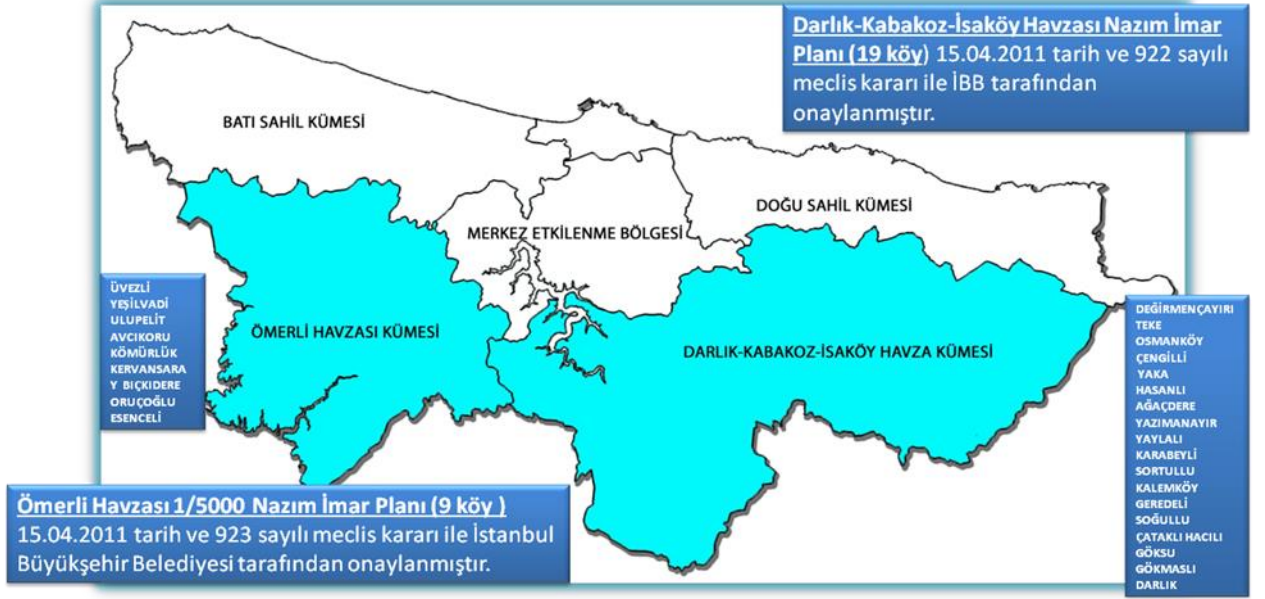 Darlık-Kabakoz-İsaköy Havzası Nazım İmar
Planı (19 köy) 15.04.2011 tarih ve 922 sayılı
meclis kararı ile İBB tarafından
onaylanmıştır.
BATI SAHİL KÜMESİ
DOĞU SAHİL KÜMESİ
MERKEZ ETKİLENME BÖLGESİ
ÖMERLİ HAVZASI KÜMESİ
DARLIK-KABAKOZ-İSAKÖY HAVZA KÜMESİ
ÜVEZLİ
YEŞİLVADİ
ULUPELİT
AVCIKORU
KÖMÜRLÜK
KERVANSARA
Y BIÇKIDERE
ORUÇOĞLU
ESENCELİ
DEĞİRMENÇAYIRI
TEKE
OSMANKÖY
ÇENGİLLİ
YAKA
HASANLI
AĞAÇDERE
YAZIMANAYIR
YAYLALI
KARABEYLİ
SORTULLU
KALEMKÖY
GEREDELİ
SOĞULLU
ÇATAKLI HACILI
GÖKSU
GÖKMASLI
DARLIK
Ömerli Havzası 1/5000 Nazım İmar Planı (9 köy )
15.04.2011 tarih ve 923 sayılı meclis kararı ile İstanbul
Büyükşehir Belediyesi tarafından onaylanmıştır.